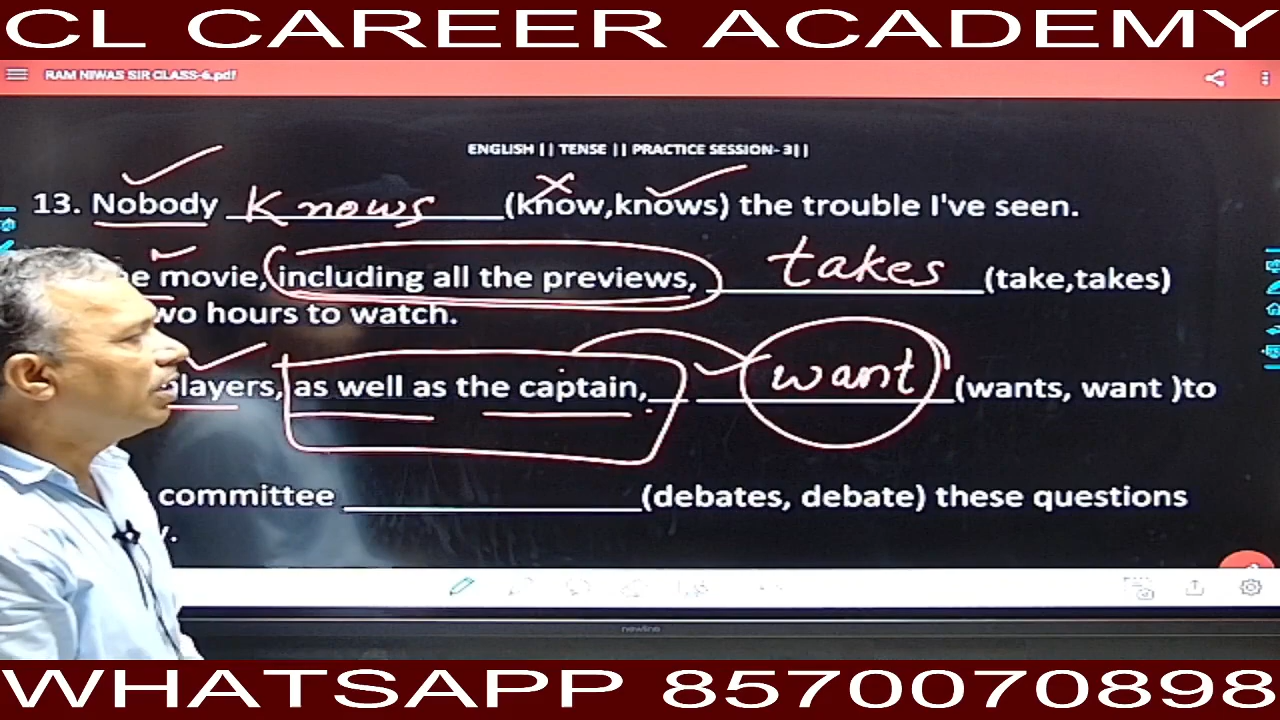 CL CAREER ACADEMY
RAM NIWAS SIR CLASS-6.pdf
ENGLISH || TENSE || PRACTICE SESSION- 3||
13. Nobody Knows (know,knows) the trouble I've seen.
movie, including all the previews, takes (take,takes)
hours to watch.
players, as well as the captain, want (wants, want )to
committee (debates, debate) these questions
newline
WHATSAPP 8570070898